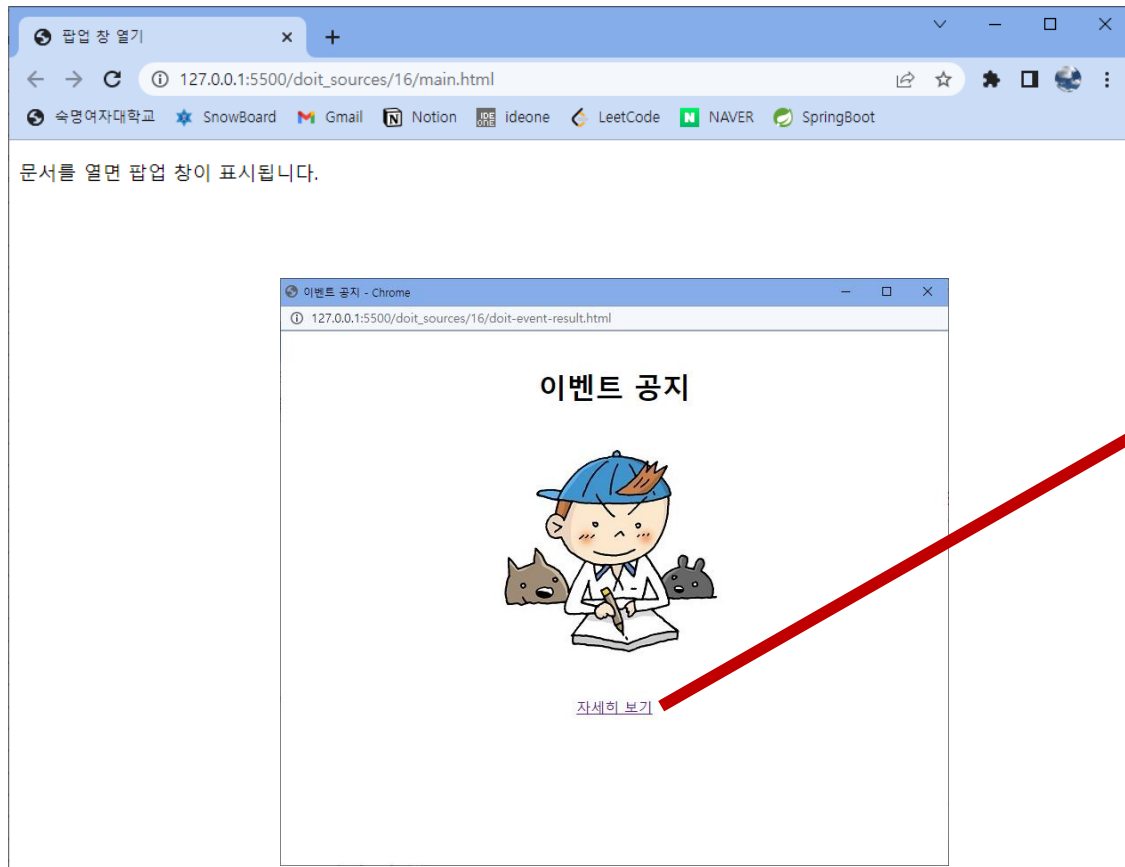 팝업 창 열기
127.0.0.1:5500/doit_sources/16/main.html
숙명여자대학교 SnowBoard Gmail Notion ideone LeetCode NAVER SpringBoot
문서를 열면 팝업 창이 표시됩니다.
이벤트 공지 - Chrome
127.0.0.1:5500/doit_sources/16/doit-event-result.html
이벤트 공지
자세히 보기